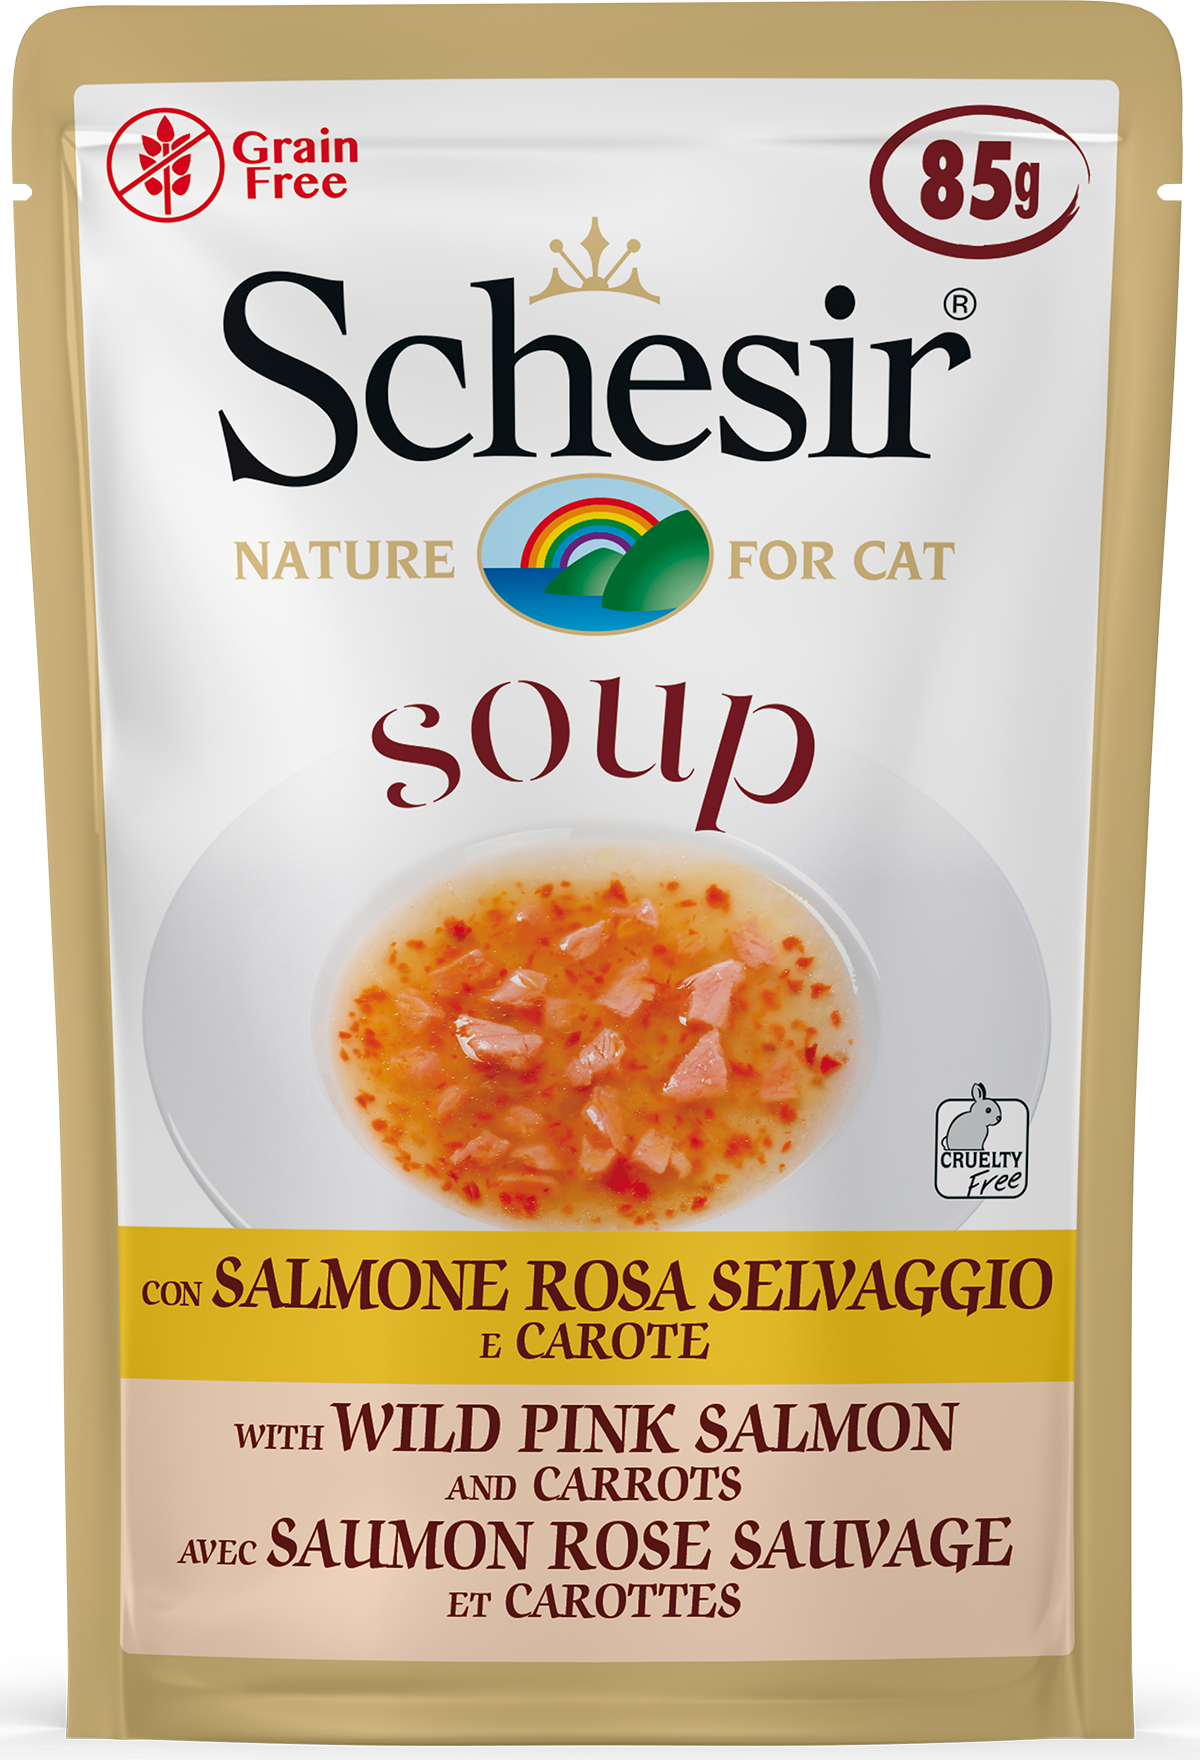 Grain
Free
85g
Schesir®
NATURE FOR CAT
soup
CRUELTY
Free
CON SALMONE ROSA SELVAGGIO
E CAROTE
WITH WILD PINK SALMON
AND CARROTS
AVEC SAUMON ROSE SAUVAGE
ET CAROTTES